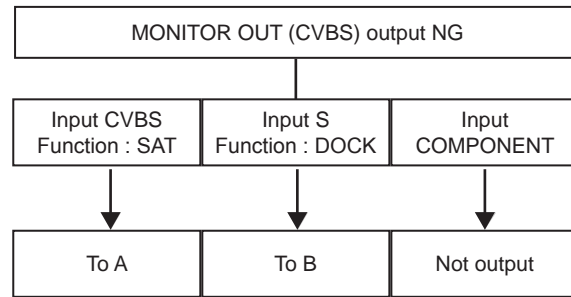 MONITOR OUT (CVBS) output NG
Input CVBS
Function : SAT
Input S
Function : DOCK
Input
COMPONENT
To A
To B
Not output